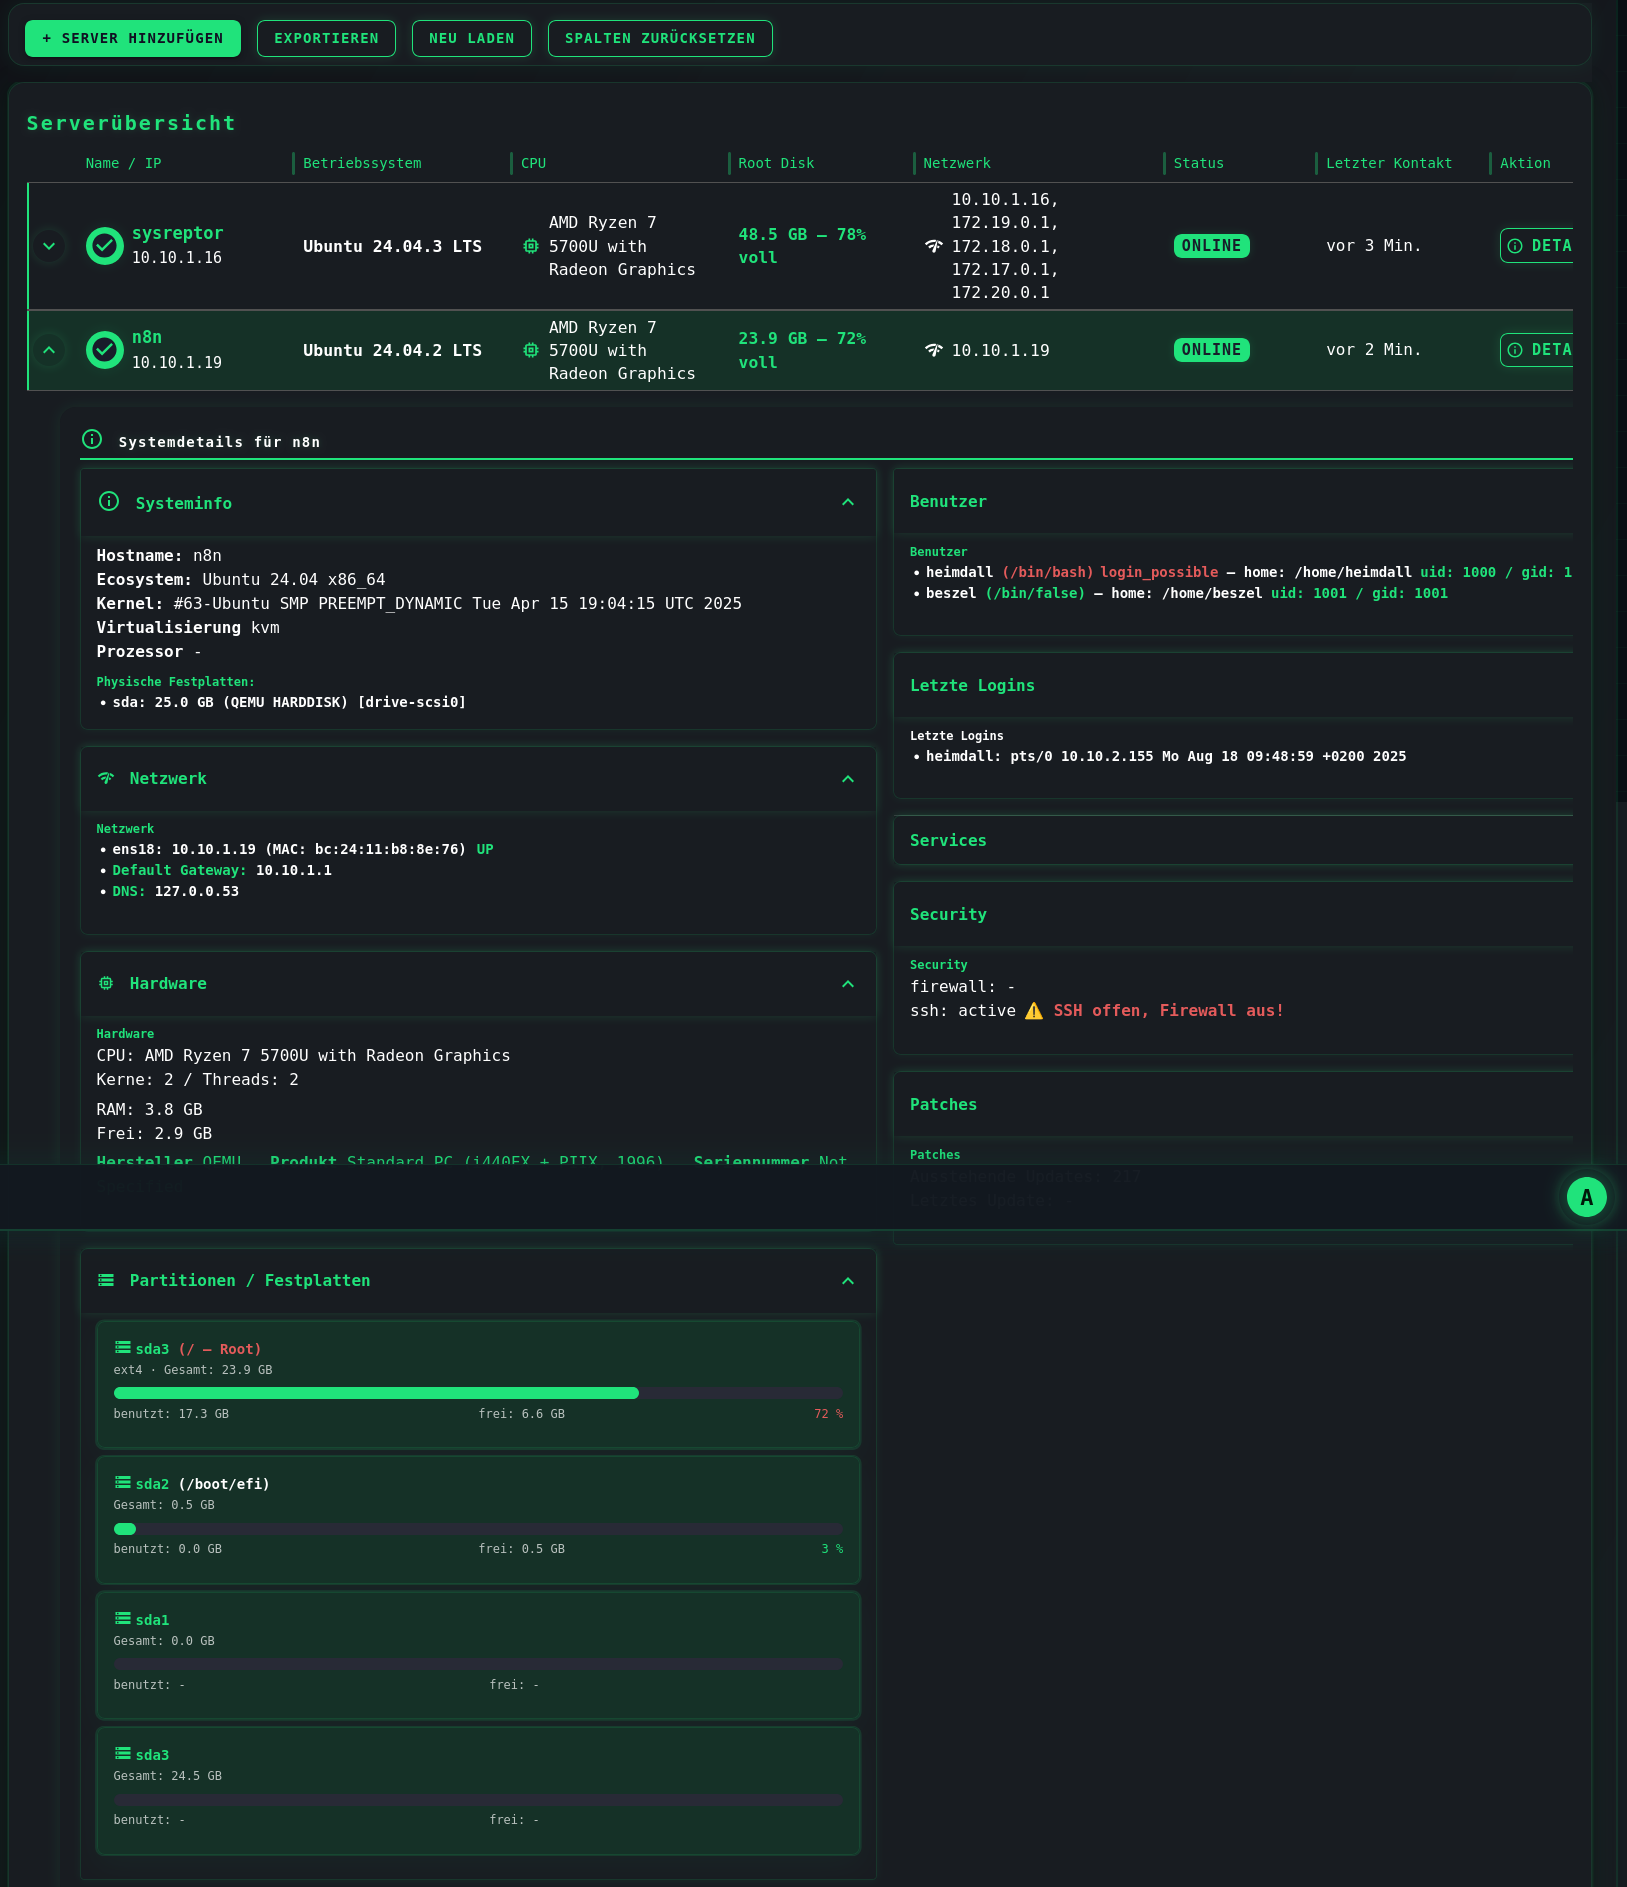 + SERVER HINZUFÜGEN EXPORTIEREN NEU LADEN SPALTEN ZURÜCKSETZEN
Serverübersicht
Name / IP Betriebssystem CPU Root Disk Netzwerk Status Letzter Kontakt Aktion
sysreptor
10.10.1.16
Ubuntu 24.04.3 LTS
AMD Ryzen 7
5700U with
Radeon Graphics
48.5 GB — 78%
voll
10.10.1.16,
172.19.0.1,
172.18.0.1,
172.17.0.1,
172.20.0.1
ONLINE
vor 3 Min.
DETA
n8n
10.10.1.19
Ubuntu 24.04.2 LTS
AMD Ryzen 7
5700U with
Radeon Graphics
23.9 GB — 72%
voll
10.10.1.19
ONLINE
vor 2 Min.
DETA
Systemdetails für n8n
Systeminfo
Hostname: n8n
Ecosystem: Ubuntu 24.04 x86_64
Kernel: #63-Ubuntu SMP PREEMPT_DYNAMIC Tue Apr 15 19:04:15 UTC 2025
Virtualisierung kvm
Prozessor -
Physische Festplatten:
• sda: 25.0 GB (QEMU HARDDISK) [drive-scsi0]
Netzwerk
Netzwerk
• ens18: 10.10.1.19 (MAC: bc:24:11:b8:8e:76) UP
• Default Gateway: 10.10.1.1
• DNS: 127.0.0.53
Hardware
Hardware
CPU: AMD Ryzen 7 5700U with Radeon Graphics
Kerne: 2 / Threads: 2
RAM: 3.8 GB
Frei: 2.9 GB
Hersteller QEMU Produkt Standard PC (i440FX + PIIX, 1996) Seriennummer Not
Specified
Benutzer
Benutzer
• heimdall (/bin/bash) login_possible — home: /home/heimdall uid: 1000 / gid: 1
• beszel (/bin/false) — home: /home/beszel uid: 1001 / gid: 1001
Letzte Logins
Letzte Logins
• heimdall: pts/0 10.10.2.155 Mo Aug 18 09:48:59 +0200 2025
Services
Security
Security
firewall: -
ssh: active ⚠️ SSH offen, Firewall aus!
Patches
Patches
Ausstehende Updates: 217
Letztes Update: -
A
Partitionen / Festplatten
sda3 (/ — Root)
ext4 · Gesamt: 23.9 GB
benutzt: 17.3 GB frei: 6.6 GB 72 %
sda2 (/boot/efi)
Gesamt: 0.5 GB
benutzt: 0.0 GB frei: 0.5 GB 3 %
sda1
Gesamt: 0.0 GB
benutzt: - frei: -
sda3
Gesamt: 24.5 GB
benutzt: - frei: -